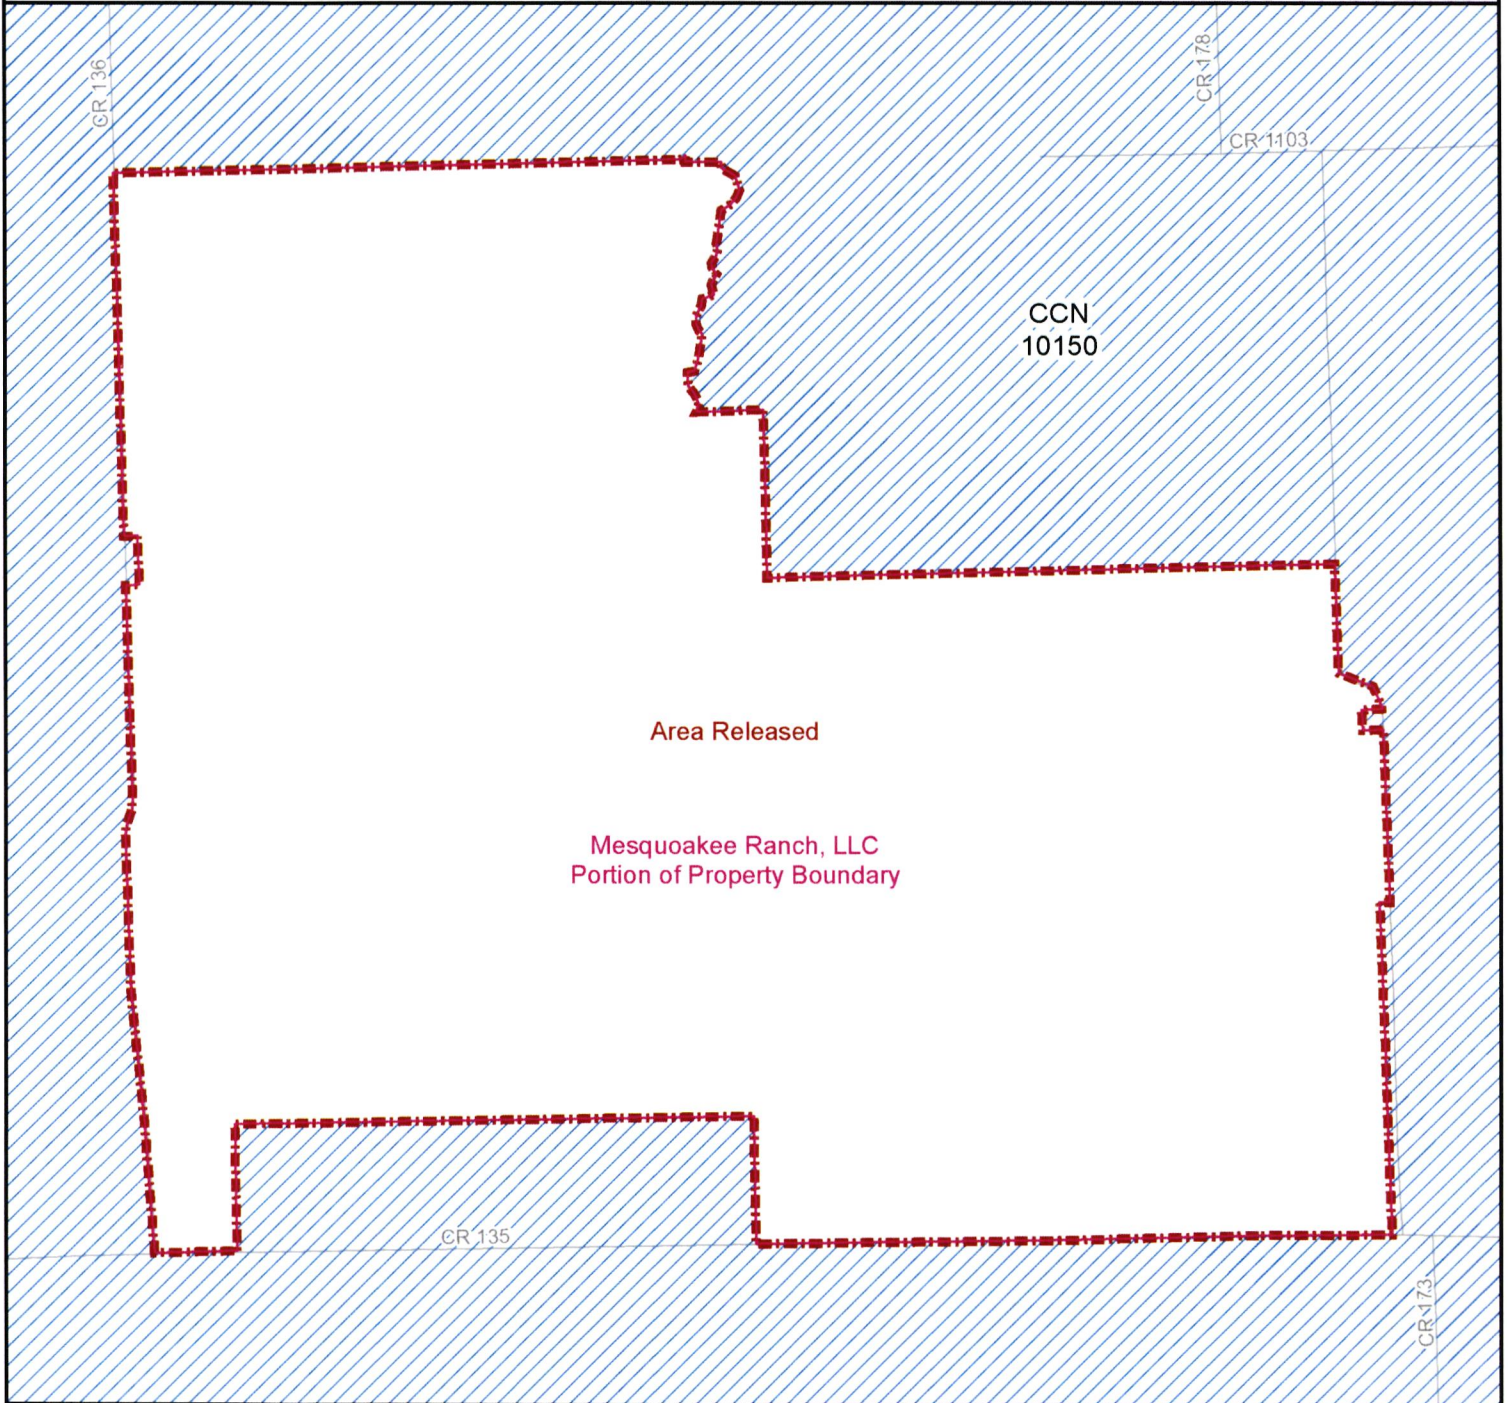 CR 136
CR 178
CR 1103
CCN
10150
Area Released
Mesquoakee Ranch, LLC
Portion of Property Boundary
CR 135
CR 173